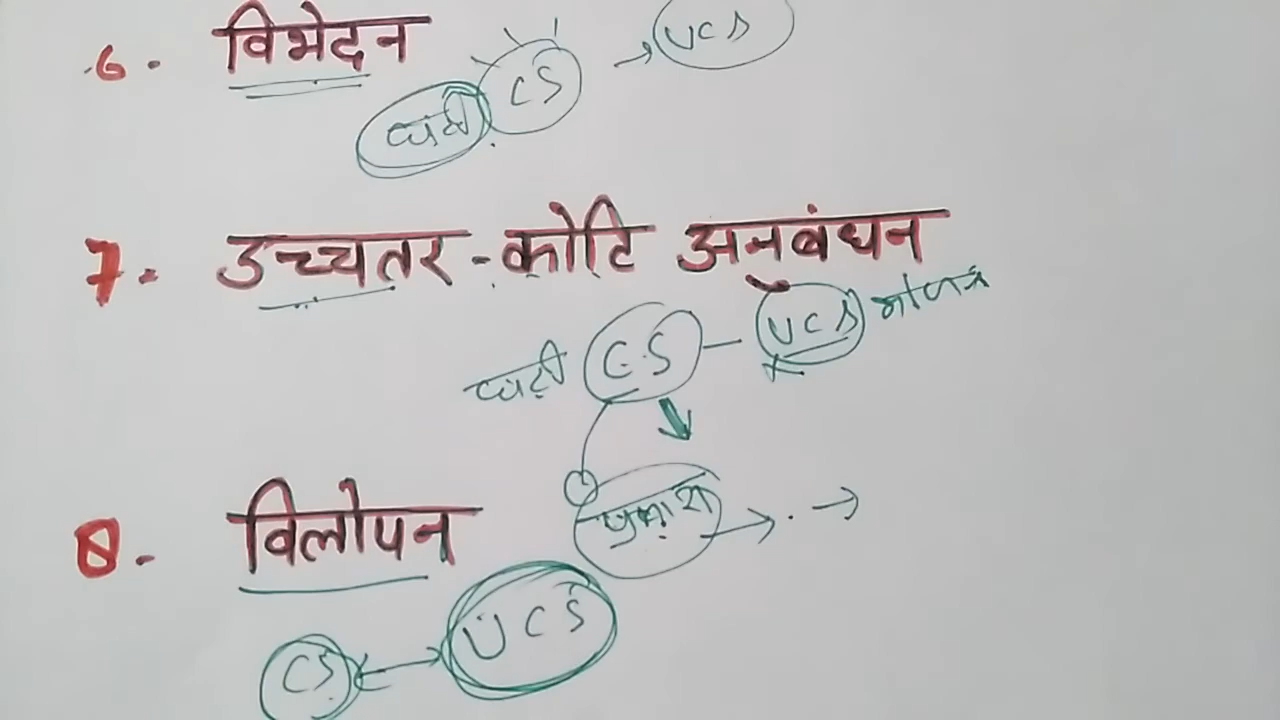 6. विभेदन
घंटी CS → UCS
7. उच्चतर-कोटि अनुबंधन
घंटी CS - UCS भोजन
प्रकाश
8. विलोपन
CS UCS